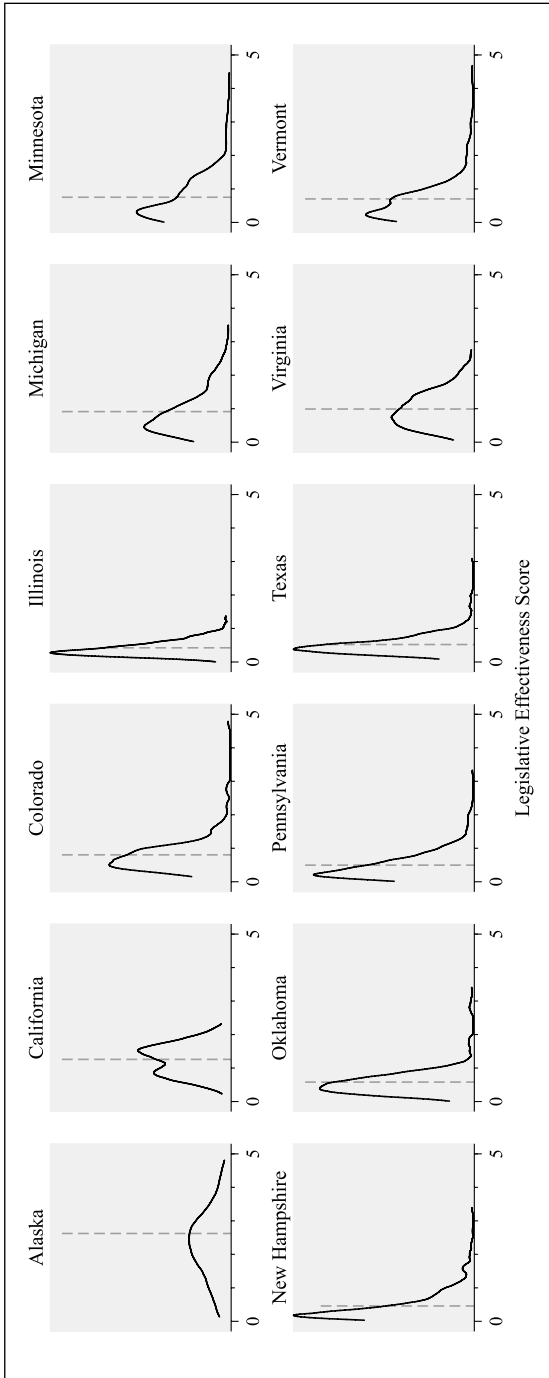 Alaska California Colorado Illinois Michigan Minnesota
0 5 0 5 0 5 0 5 0 5 0 5
New Hampshire Oklahoma Pennsylvania Texas Virginia Vermont
0 5 0 5 0 5 0 5 0 5 0 5
Legislative Effectiveness Score